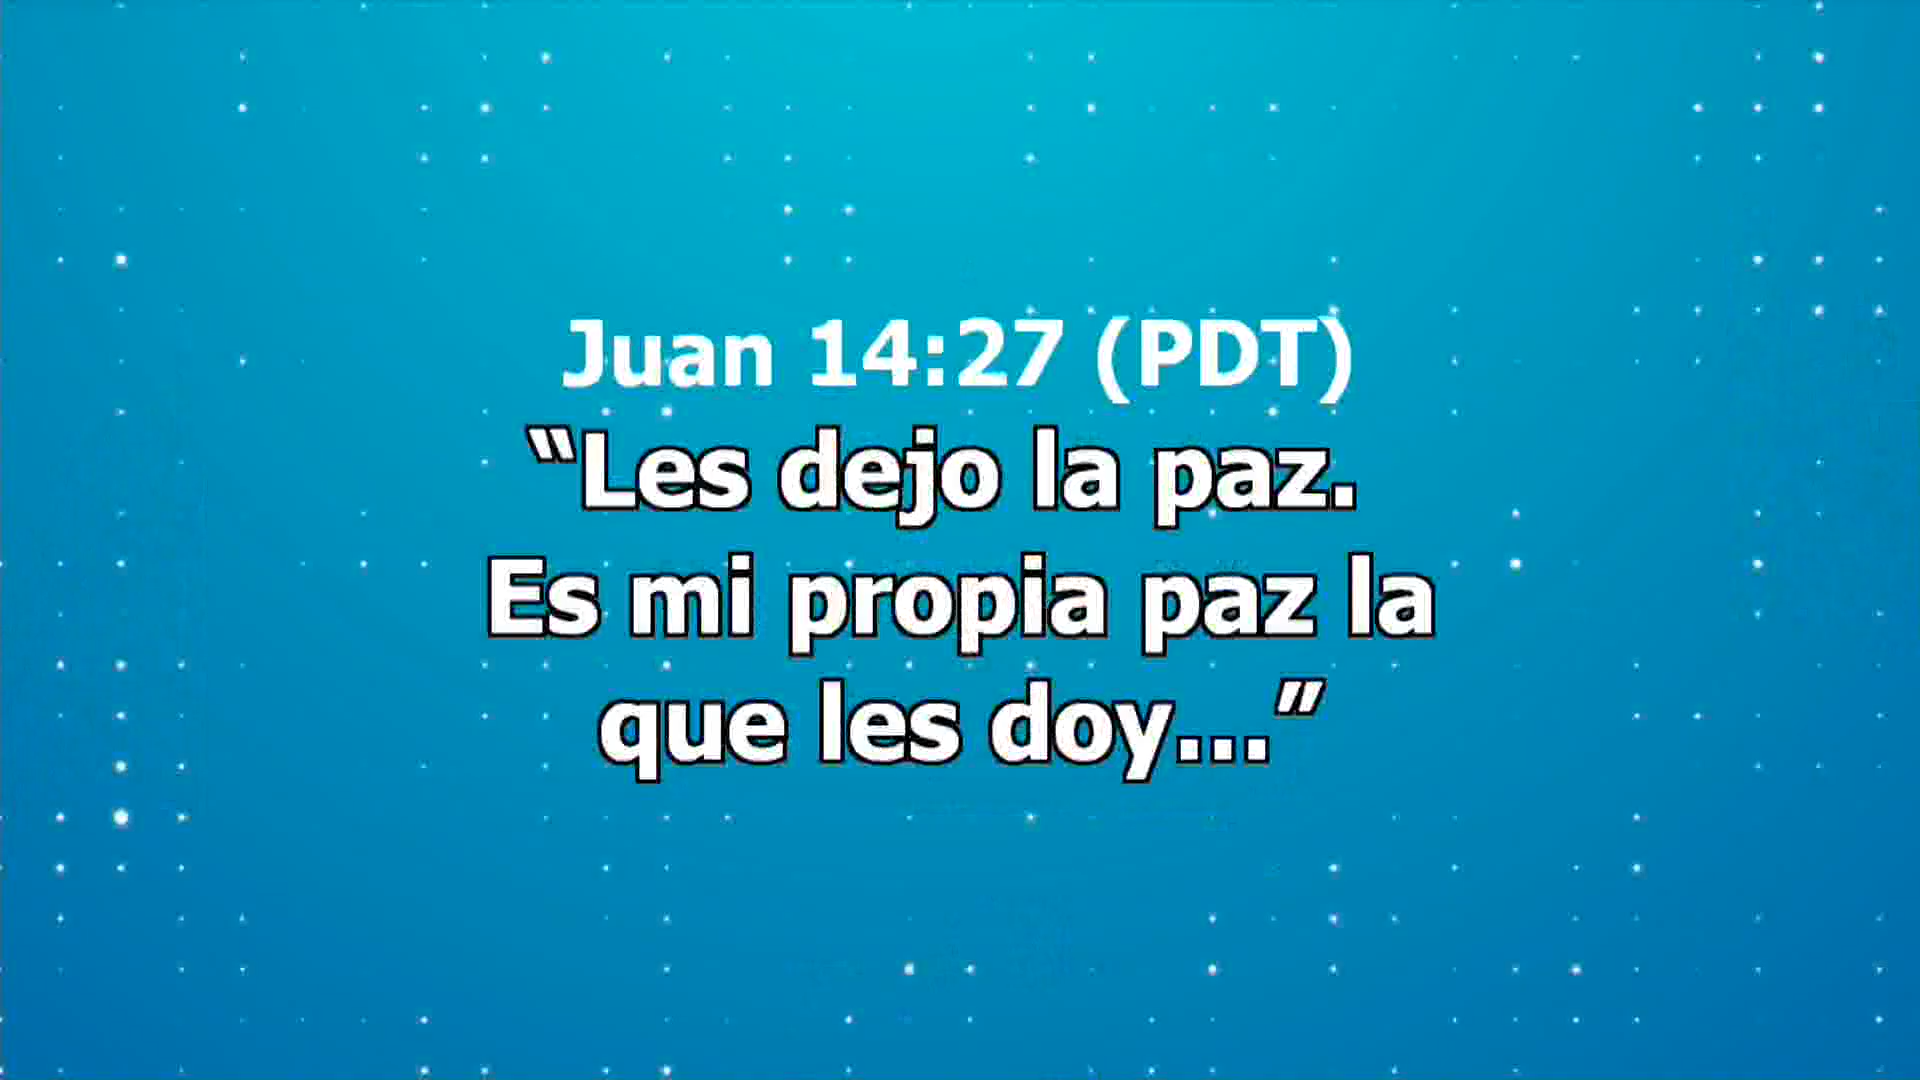 Juan 14:27 (PDT)
“Les dejo la paz.
Es mi propia paz la
que les doy...”